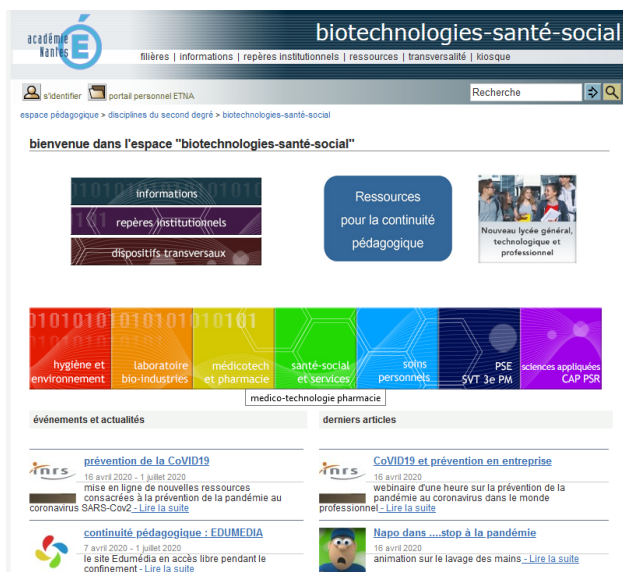 académie
Nantes
biotechnologies-santé-social
filières | informations | repères institutionnels | ressources | transversalité | kiosque
s'identifier
portail personnel ETNA
Recherche
espace pédagogique > disciplines du second degré > biotechnologies-santé-social
bienvenue dans l'espace "biotechnologies-santé-social"
informations
repères institutionnels
dispositifs transversaux
Ressources
pour la continuité
pédagogique
Nouveau lycée général,
technologique et
professionnel
hygiène et
environnement
laboratoire
bio-industries
médicotech
et pharmacie
santé-social
et services
soins
personnels
PSE
SVT 3e PM
sciences appliquées
CAP PSR
medico-technologie pharmacie
événements et actualités
inrs
prévention de la CoVID19
16 avril 2020 - 1 juillet 2020
mise en ligne de nouvelles ressources
consacrées à la prévention de la pandémie au
coronavirus SARS-Cov2 - Lire la suite
continuité pédagogique : EDUMEDIA
7 avril 2020 - 1 juillet 2020
le site Edumédia en accès libre pendant le
confinement - Lire la suite
derniers articles
inrs
CoVID19 et prévention en entreprise
16 avril 2020
webinaire d'une heure sur la prévention de la
pandémie au coronavirus dans le monde
professionnel - Lire la suite
Napo dans ....stop à la pandémie
16 avril 2020
animation sur le lavage des mains - Lire la suite